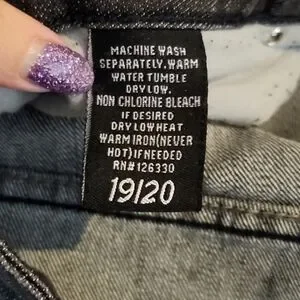 MACHINE WASH
SEPARATELY.WARM
WATER TUMBLE
DRY LOW.
NON CHLORINE BLEACH
IF DESIRED
DRY LOW HEAT
WARM IRON(NEVER
HOT)IF NEEDED
RN#126330
19/20